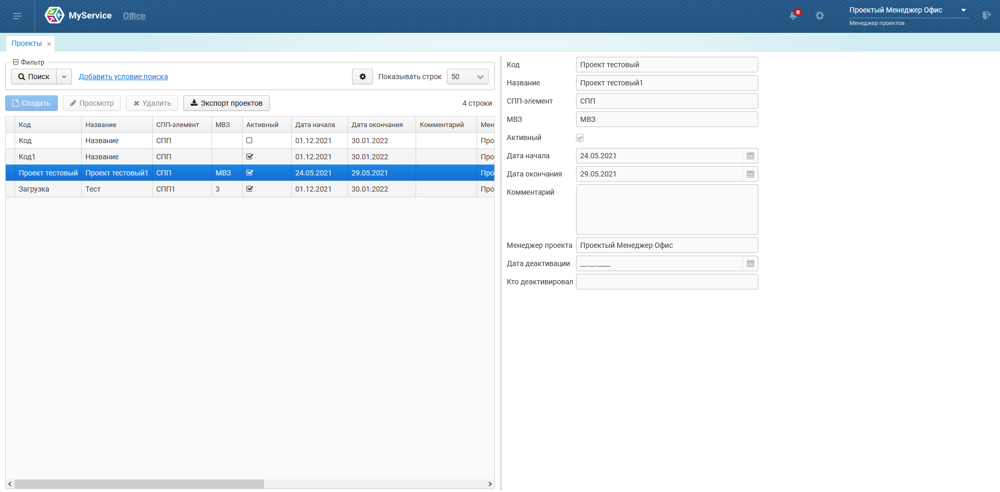 MyService Office 0 Проектый Менеджер Офис
Менеджер проектов
Проекты ×
Фильтр
Поиск Добавить условие поиска Показывать строк 50
Создать Просмотр Удалить Экспорт проектов 4 строки
Код Название СПП-элемент МВЗ Активный Дата начала Дата окончания Комментарий Мен
Код Название СПП 01.12.2021 30.01.2022 Про
Код1 Название СПП 01.12.2021 30.01.2022 Про
Проект тестовый Проект тестовый1 СПП МВЗ 24.05.2021 29.05.2021 Про
Загрузка Тест СПП1 3 01.12.2021 30.01.2022 Про
Код Проект тестовый
Название Проект тестовый1
СПП-элемент СПП
МВЗ МВЗ
Активный
Дата начала 24.05.2021
Дата окончания 29.05.2021
Комментарий
Менеджер проекта Проектый Менеджер Офис
Дата деактивации __.__.____
Кто деактивировал